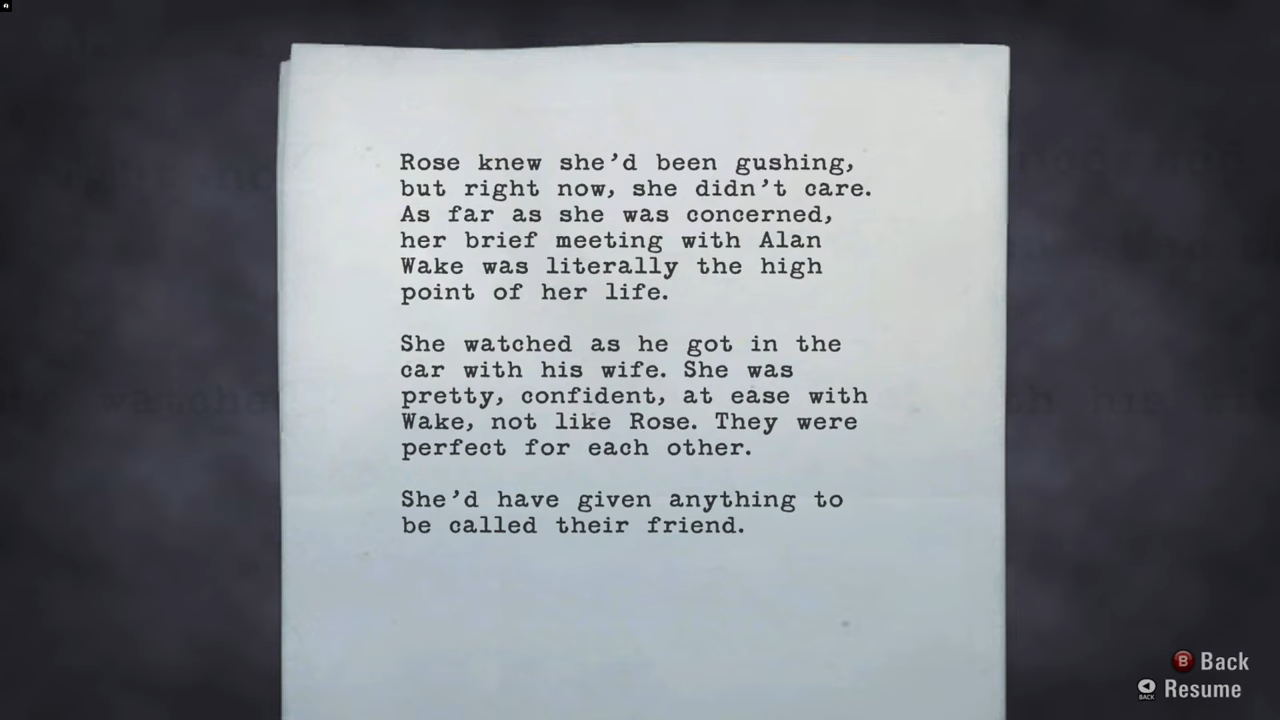 Rose knew she'd been gushing,
but right now, she didn't care.
As far as she was concerned,
her brief meeting with Alan
Wake was literally the high
point of her life.
She watched as he got in the
car with his wife. She was
pretty, confident, at ease with
Wake, not like Rose. They were
perfect for each other.
She'd have given anything to
be called their friend.
B Back
BACK Resume